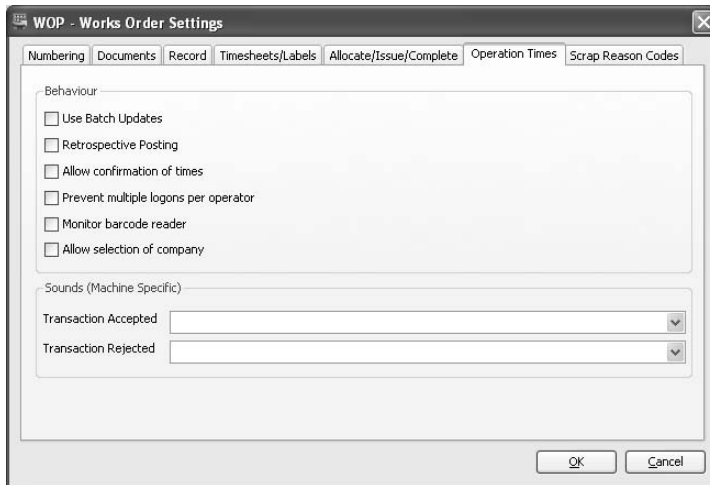 WOP - Works Order Settings
Numbering Documents Record Timesheets/Labels Allocate/Issue/Complete Operation Times Scrap Reason Codes
Behaviour
Use Batch Updates
Retrospective Posting
Allow confirmation of times
Prevent multiple logons per operator
Monitor barcode reader
Allow selection of company
Sounds (Machine Specific)
Transaction Accepted
Transaction Rejected
OK Cancel